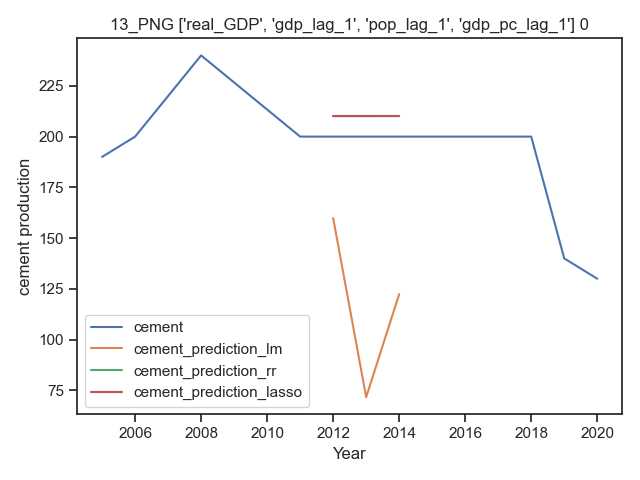 13_PNG ['real_GDP', 'gdp_lag_1', 'pop_lag_1', 'gdp_pc_lag_1'] 0
225
200
175
150
125
100
75
cement production
cement
cement_prediction_lm
cement_prediction_rr
cement_prediction_lasso
2006 2008 2010 2012 2014 2016 2018 2020
Year